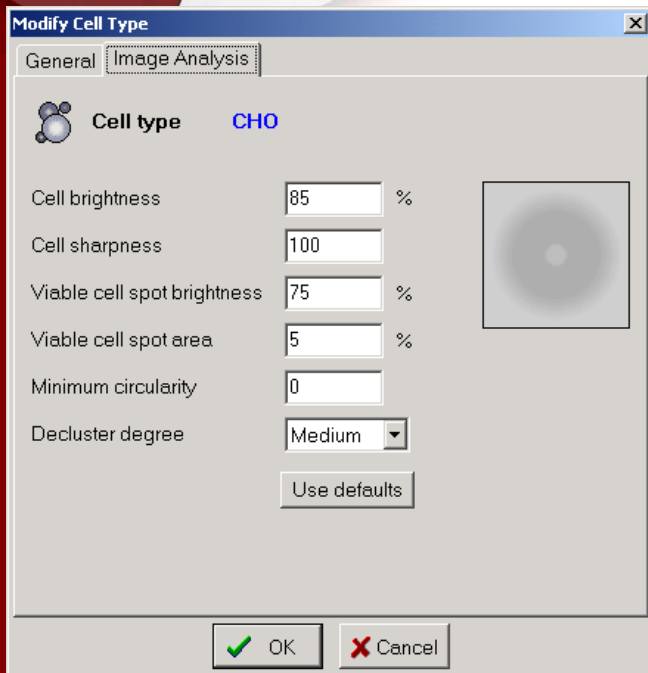 Modify Cell Type
General Image Analysis
Cell type CHO
Cell brightness 85 %
Cell sharpness 100
Viable cell spot brightness 75 %
Viable cell spot area 5 %
Minimum circularity 0
Decluster degree Medium
Use defaults
OK Cancel